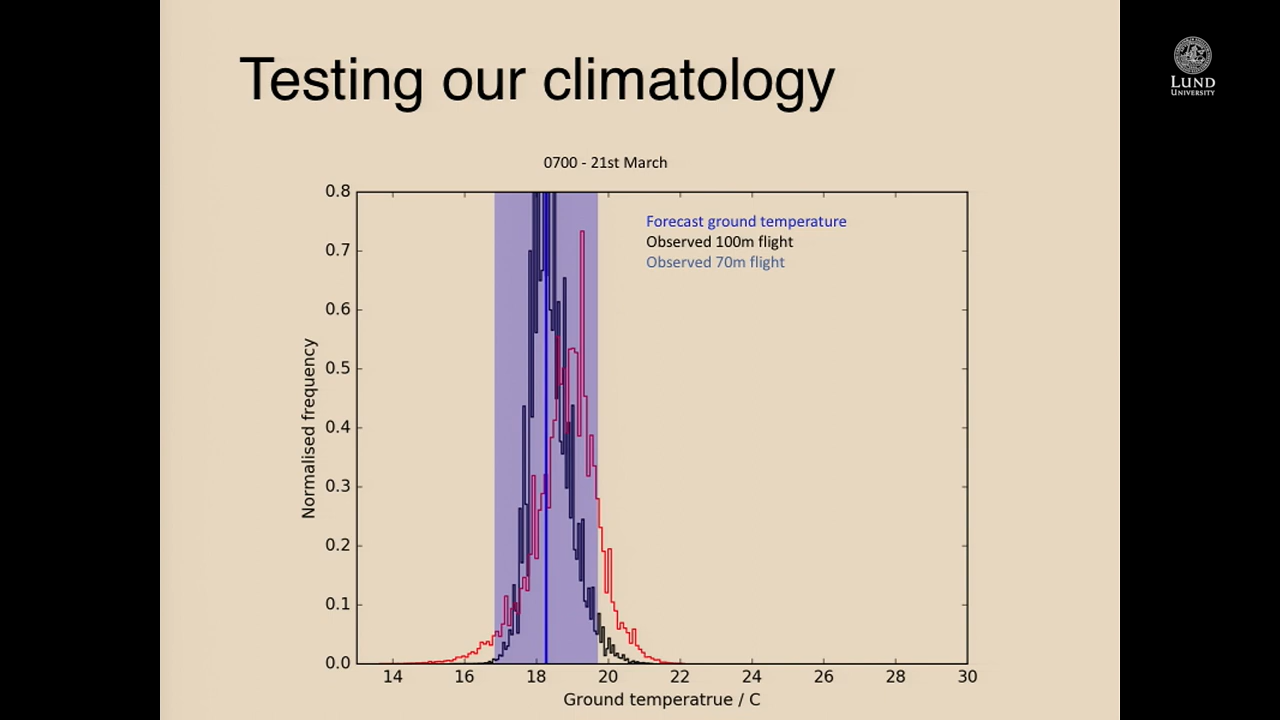 Testing our climatology
LUND
UNIVERSITY
0700 - 21st March
0.8
0.7
0.6
0.5
0.4
0.3
0.2
0.1
0.0
Normalised frequency
Forecast ground temperature
Observed 100m flight
Observed 70m flight
14 16 18 20 22 24 26 28 30
Ground temperatrue / C